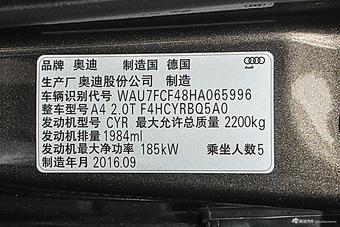 品牌 奥迪 制造国 德国
Audi
生产厂 奥迪股份公司 制造
车辆识别代号 WAU7FCF48HA065996
整车型号 A4 2.0T F4HCYRBQ5A0
发动机型号 CYR 最大允许总质量 2200kg
发动机排量 1984ml
发动机最大净功率 185kW 乘坐人数5
制造年月 2016.09